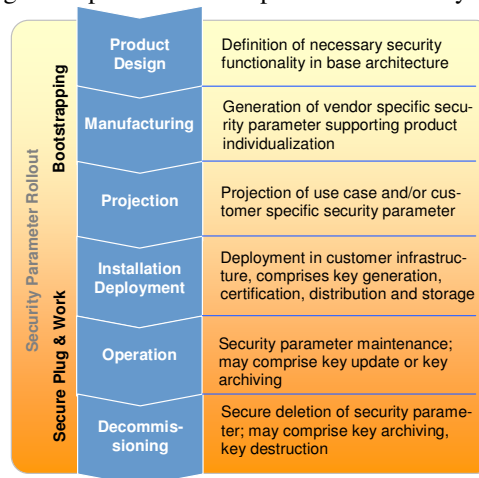 Security Parameter Rollout
Bootstrapping
Secure Plug & Work
Product
Design
Definition of necessary security
functionality in base architecture
Manufacturing
Generation of vendor specific secu-
rity parameter supporting product
individualization
Projection
Projection of use case and/or cus-
tomer specific security parameter
Installation
Deployment
Deployment in customer infrastruc-
ture, comprises key generation,
certification, distribution and storage
Operation
Security parameter maintenance;
may comprise key update or key
archiving
Decommis-
sioning
Secure deletion of security parame-
ter; may comprise key archiving,
key destruction